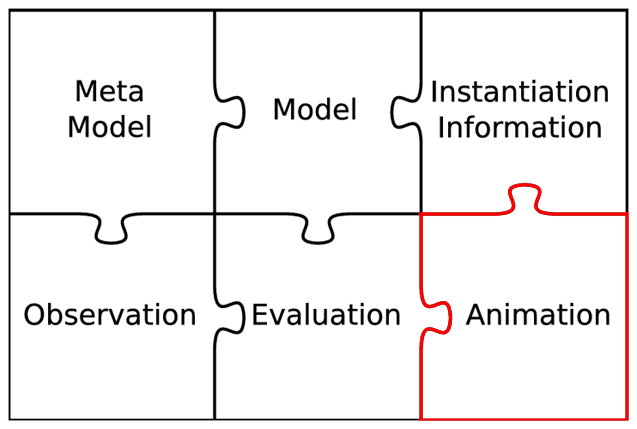 Meta
Model
Model
Instantiation
Information
Observation
Evaluation
Animation